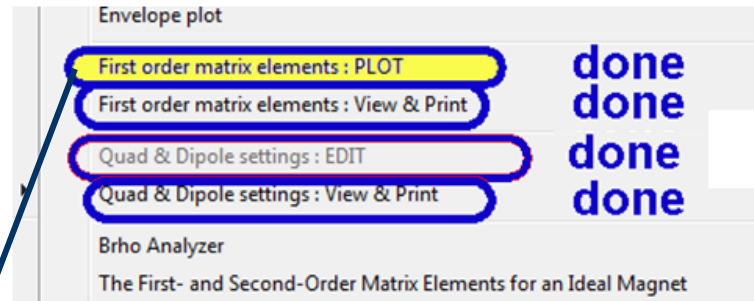 Envelope plot
First order matrix elements : PLOT done
First order matrix elements : View & Print done
Quad & Dipole settings : EDIT done
Quad & Dipole settings : View & Print done
Brho Analyzer
The First- and Second-Order Matrix Elements for an Ideal Magnet